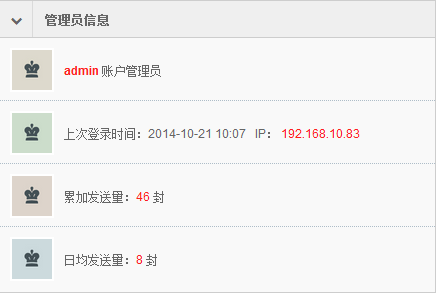 管理员信息
admin 账户管理员
上次登录时间：2014-10-21 10:07 IP： 192.168.10.83
累加发送量：46 封
日均发送量：8 封